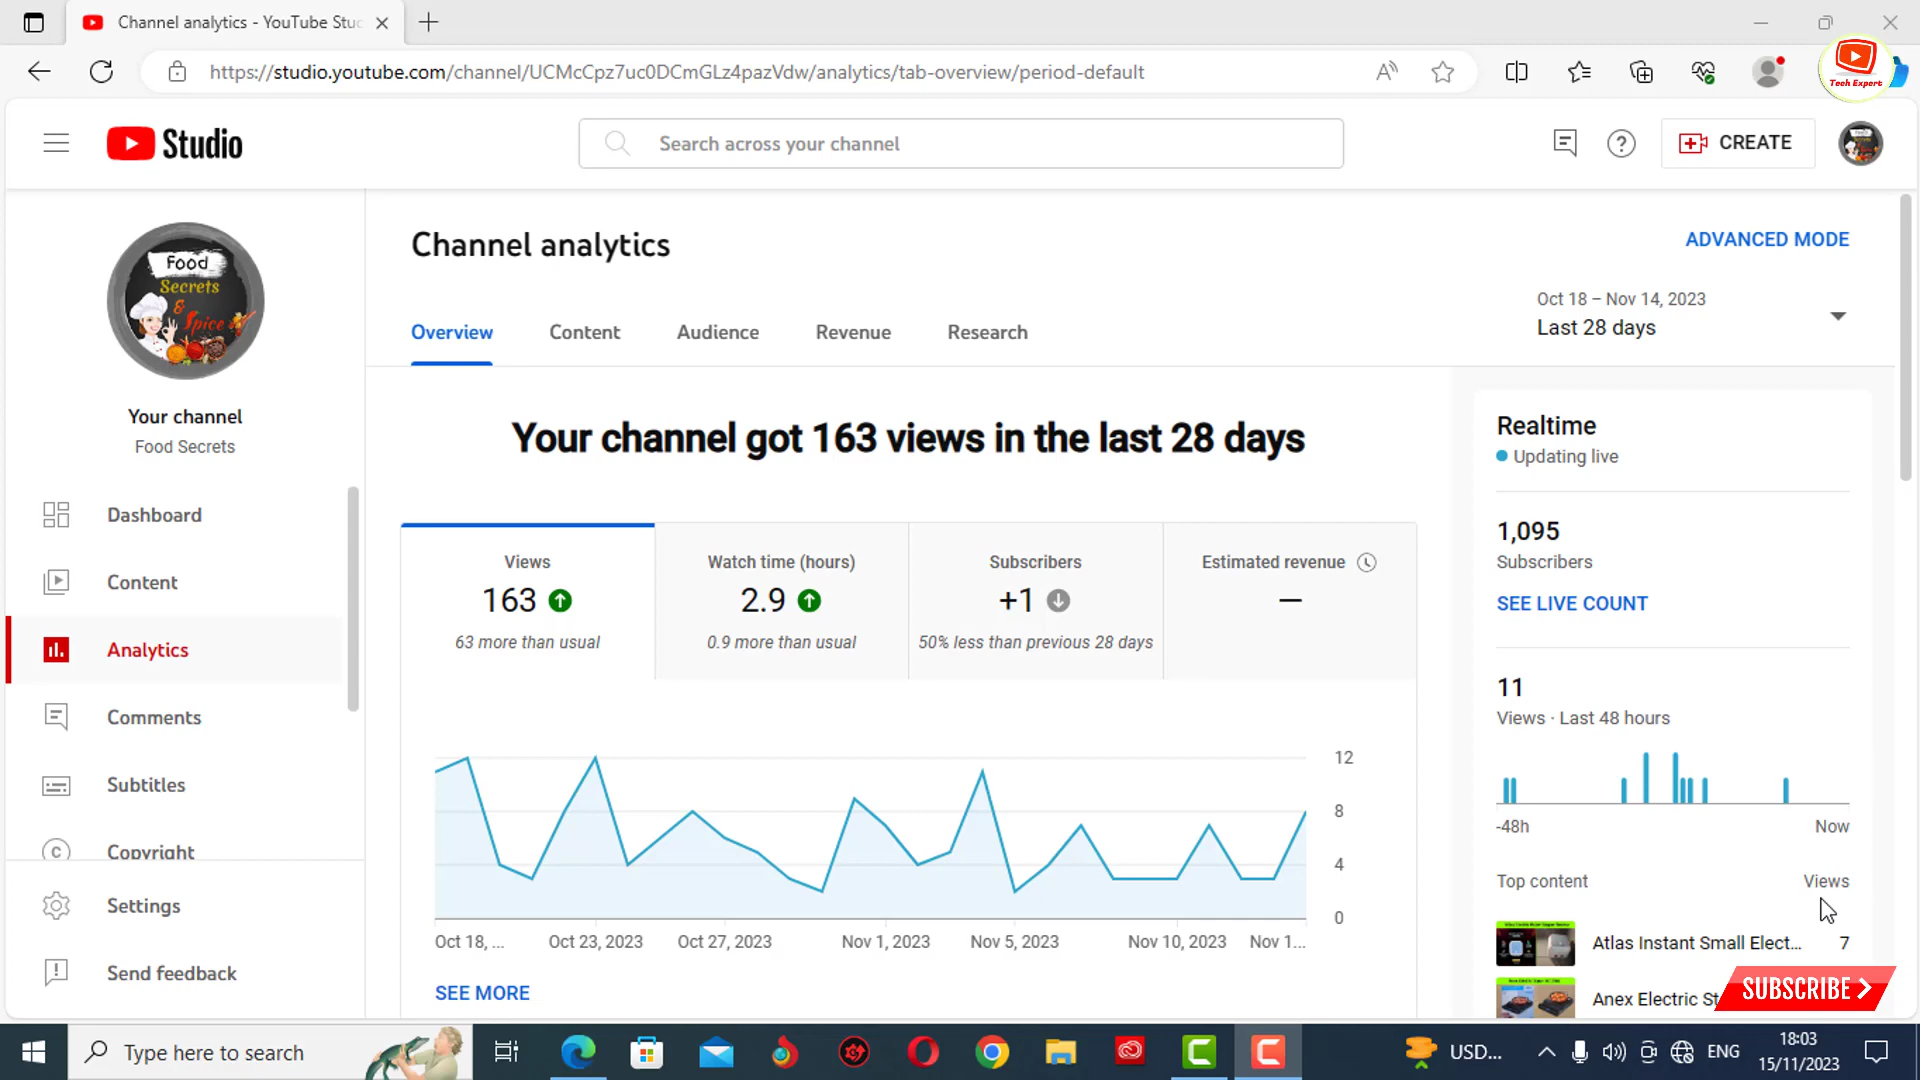 Channel analytics - YouTube Stu
https://studio.youtube.com/channel/UCMcCpz7uc0DCmGLz4pazVdw/analytics/tab-overview/period-default
Tech Expert
Studio
Search across your channel
CREATE
Food
Secrets
&
Spice
Your channel
Food Secrets
Dashboard
Content
Analytics
Comments
Subtitles
Copyright
Settings
Send feedback
Channel analytics
ADVANCED MODE
Overview
Content
Audience
Revenue
Research
Oct 18 – Nov 14, 2023
Last 28 days
Your channel got 163 views in the last 28 days
Views
163
63 more than usual
Watch time (hours)
2.9
0.9 more than usual
Subscribers
+1
50% less than previous 28 days
Estimated revenue
—
12
8
4
0
Oct 18, ...
Oct 23, 2023
Oct 27, 2023
Nov 1, 2023
Nov 5, 2023
Nov 10, 2023
Nov 1...
SEE MORE
Realtime
Updating live
1,095
Subscribers
SEE LIVE COUNT
11
Views · Last 48 hours
-48h
Now
Top content
Views
Atlas Instant Small Elect...
7
Anex Electric St
SUBSCRIBE
Type here to search
USD...
ENG
18:03
15/11/2023